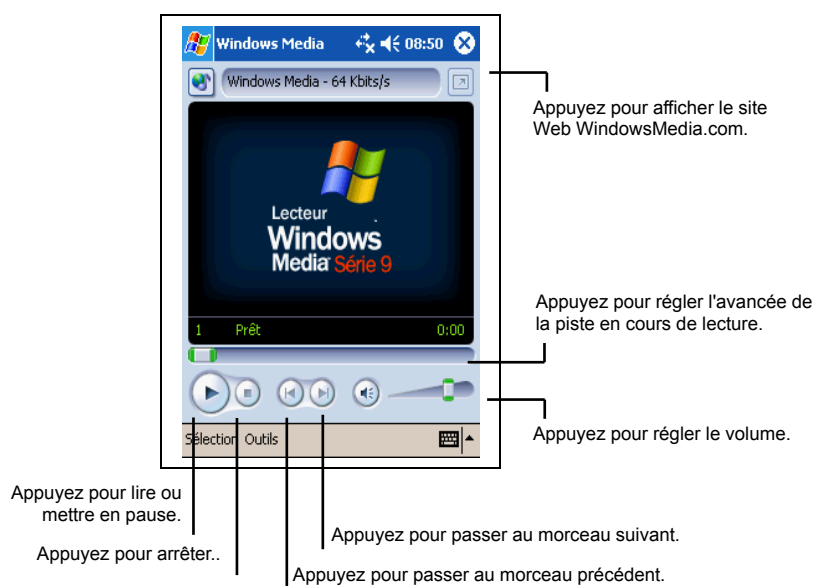 Windows Media 08:50
Windows Media - 64 Kbits/s
Appuyez pour afficher le site
Web WindowsMedia.com.
Lecteur
Windows
Media Série 9
1 Prêt 0:00
Appuyez pour régler l'avancée de
la piste en cours de lecture.
Sélection Outils
Appuyez pour régler le volume.
Appuyez pour lire ou
mettre en pause.
Appuyez pour passer au morceau suivant.
Appuyez pour arrêter..
Appuyez pour passer au morceau précédent.